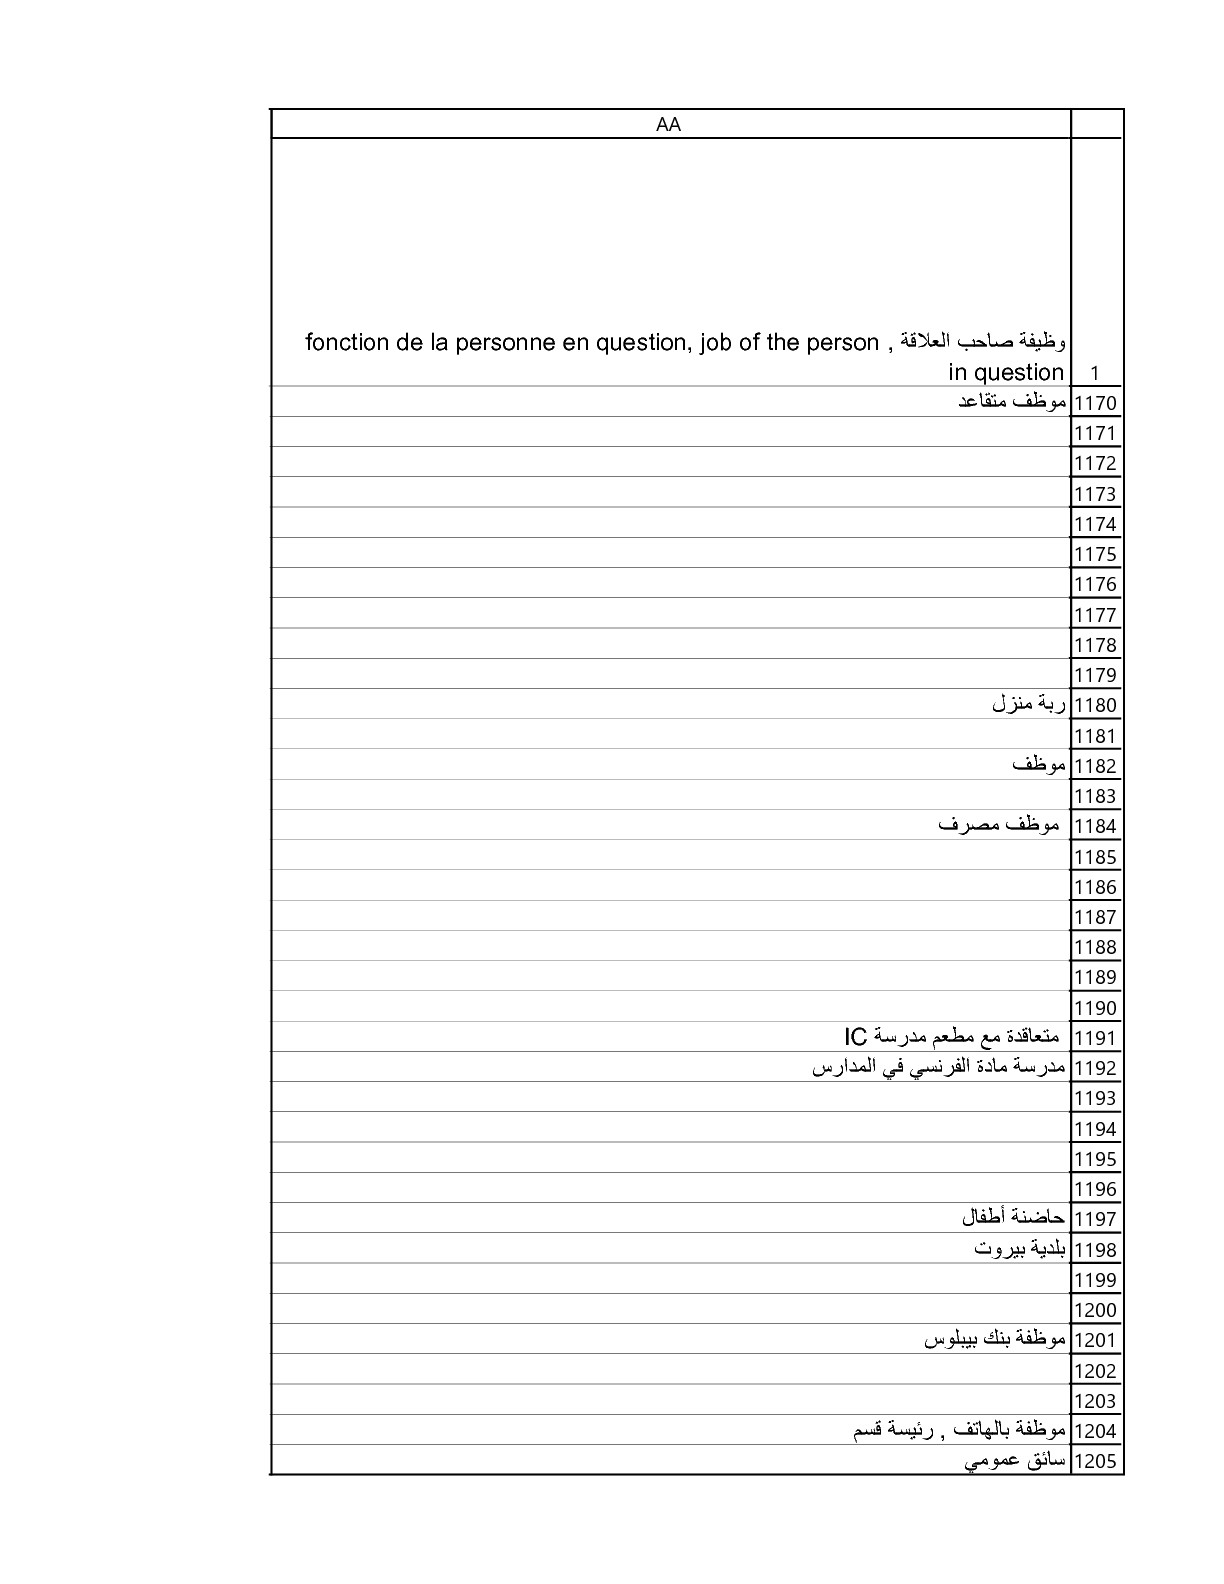 AA
وظيفة صاحب العلاقة , fonction de la personne en question, job of the person
in question 1
موظف متقاعد 1170
1171
1172
1173
1174
1175
1176
1177
1178
1179
ربة منزل 1180
1181
موظف 1182
1183
موظف مصرف 1184
1185
1186
1187
1188
1189
1190
متعاقدة مع مطعم مدرسة IC 1191
مدرسة مادة الفرنسي في المدارس 1192
1193
1194
1195
1196
حاضنة أطفال 1197
بلدية بيروت 1198
1199
1200
موظفة بنك بيبلوس 1201
1202
1203
موظفة بالهاتف , رئيسة قسم 1204
سائق عمومي 1205